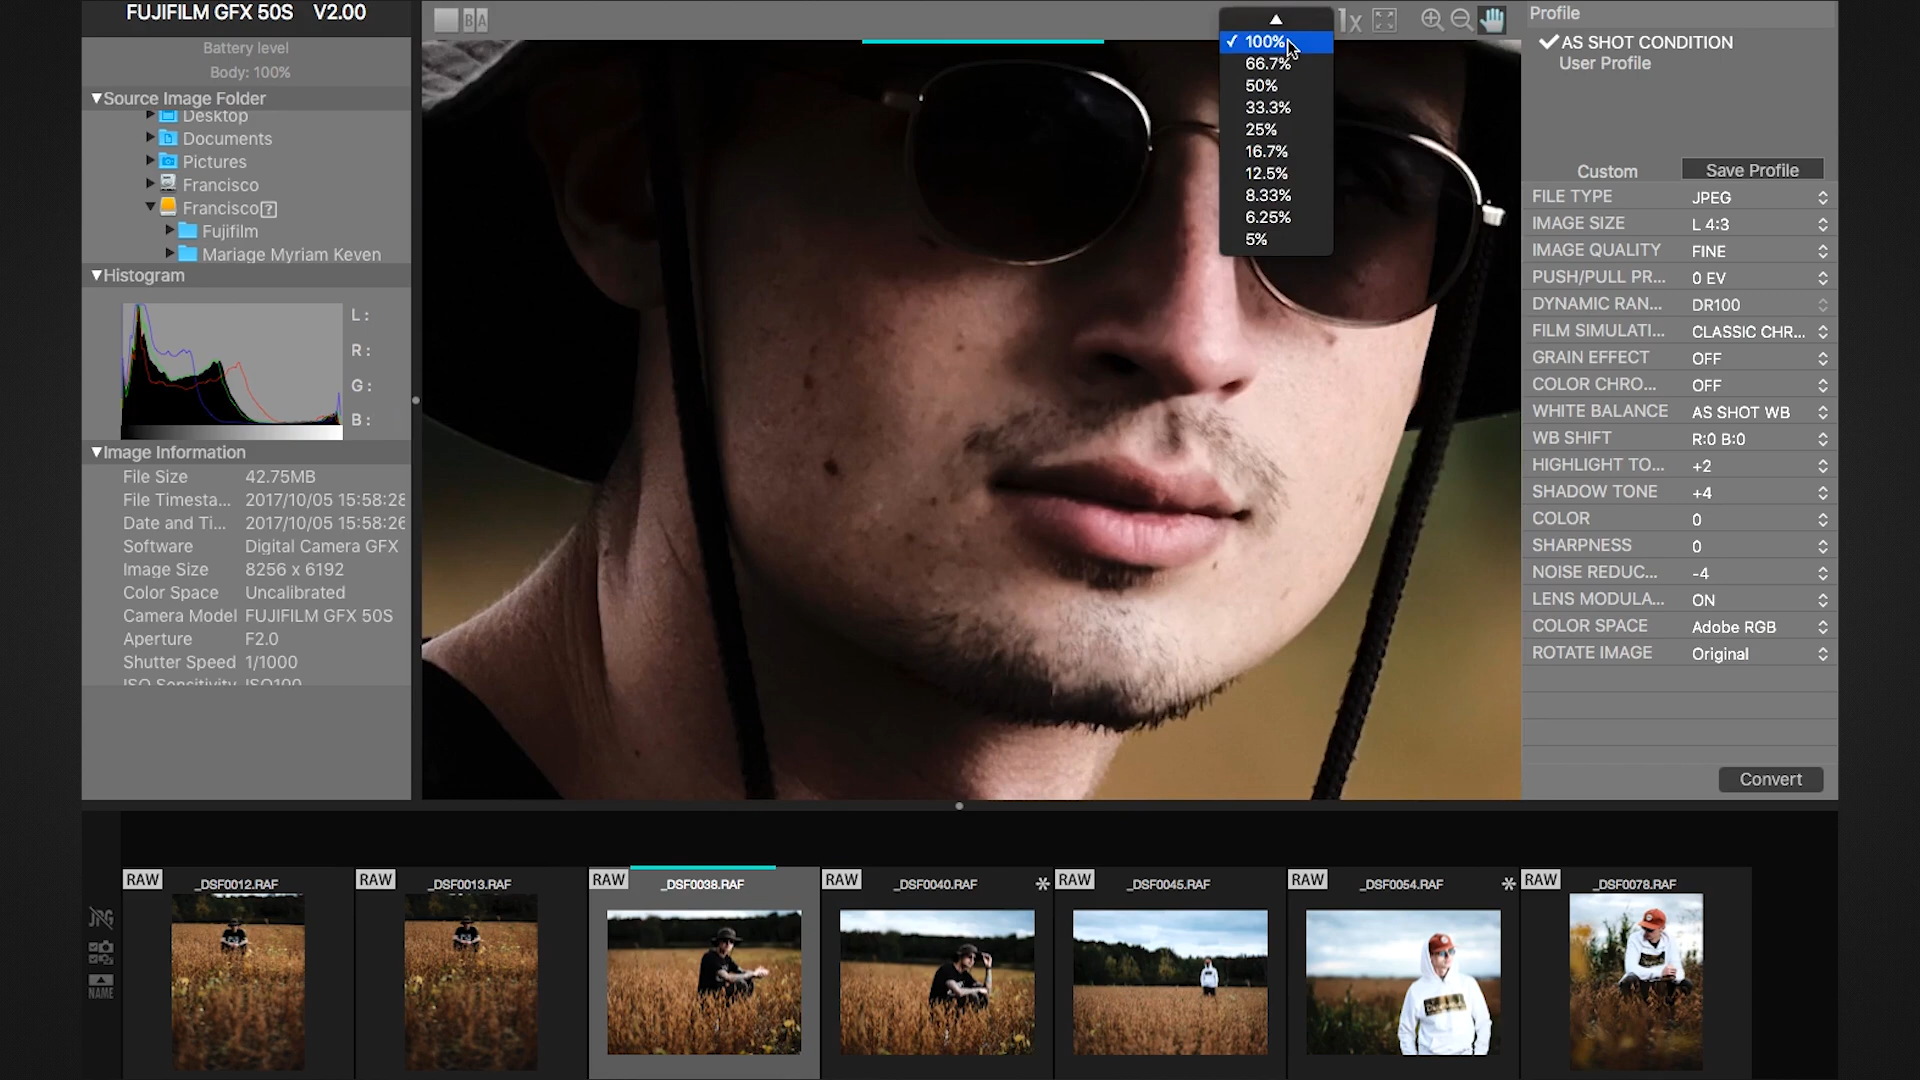 FUJIFILM GFX 50S V2.00
Battery level
Body: 100%
▼Source Image Folder
Desktop
Documents
Pictures
Francisco
Francisco?
Fujifilm
Mariage Myriam Keven
▼Histogram
L :
R :
G :
B :
▼Image Information
File Size 42.75MB
File Timesta... 2017/10/05 15:58:28
Date and Ti... 2017/10/05 15:58:26
Software Digital Camera GFX
Image Size 8256 x 6192
Color Space Uncalibrated
Camera Model FUJIFILM GFX 50S
Aperture F2.0
Shutter Speed 1/1000
ISO Sensitivity ISO100
B A
1x
✓ 100%
66.7%
50%
33.3%
25%
16.7%
12.5%
8.33%
6.25%
5%
Profile
✓AS SHOT CONDITION
User Profile
Custom Save Profile
FILE TYPE JPEG
IMAGE SIZE L 4:3
IMAGE QUALITY FINE
PUSH/PULL PR... 0 EV
DYNAMIC RAN... DR100
FILM SIMULATI... CLASSIC CHR...
GRAIN EFFECT OFF
COLOR CHRO... OFF
WHITE BALANCE AS SHOT WB
WB SHIFT R:0 B:0
HIGHLIGHT TO... +2
SHADOW TONE +4
COLOR 0
SHARPNESS 0
NOISE REDUC... -4
LENS MODULA... ON
COLOR SPACE Adobe RGB
ROTATE IMAGE Original
Convert
JPG
NAME
RAW _DSF0012.RAF
RAW _DSF0013.RAF
RAW _DSF0038.RAF
RAW _DSF0040.RAF *
RAW _DSF0045.RAF
RAW _DSF0054.RAF *
RAW _DSF0078.RAF